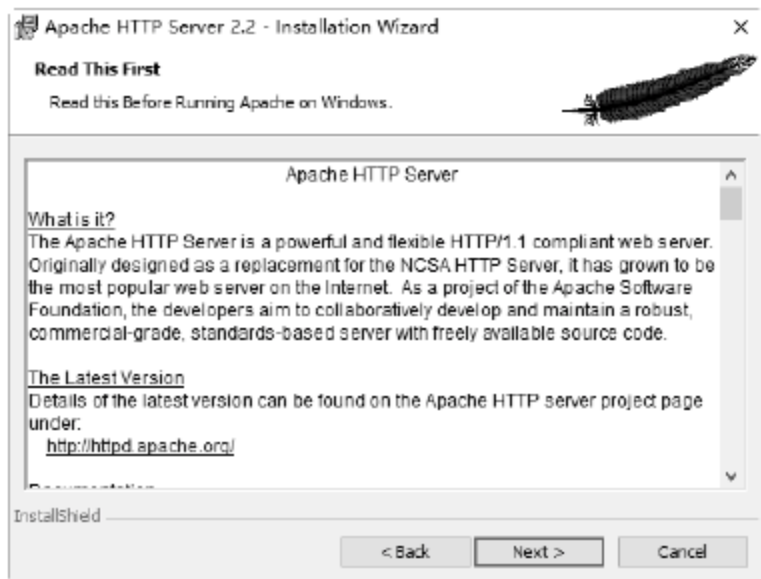 Apache HTTP Server 2.2 - Installation Wizard
Read This First
Read this Before Running Apache on Windows.
Apache HTTP Server
What is it?
The Apache HTTP Server is a powerful and flexible HTTP/1.1 compliant web server.
Originally designed as a replacement for the NCSA HTTP Server, it has grown to be
the most popular web server on the Internet. As a project of the Apache Software
Foundation, the developers aim to collaboratively develop and maintain a robust,
commercial-grade, standards-based server with freely available source code.
The Latest Version
Details of the latest version can be found on the Apache HTTP server project page
under:
http://httpd.apache.org/
InstallShield
< Back
Next >
Cancel